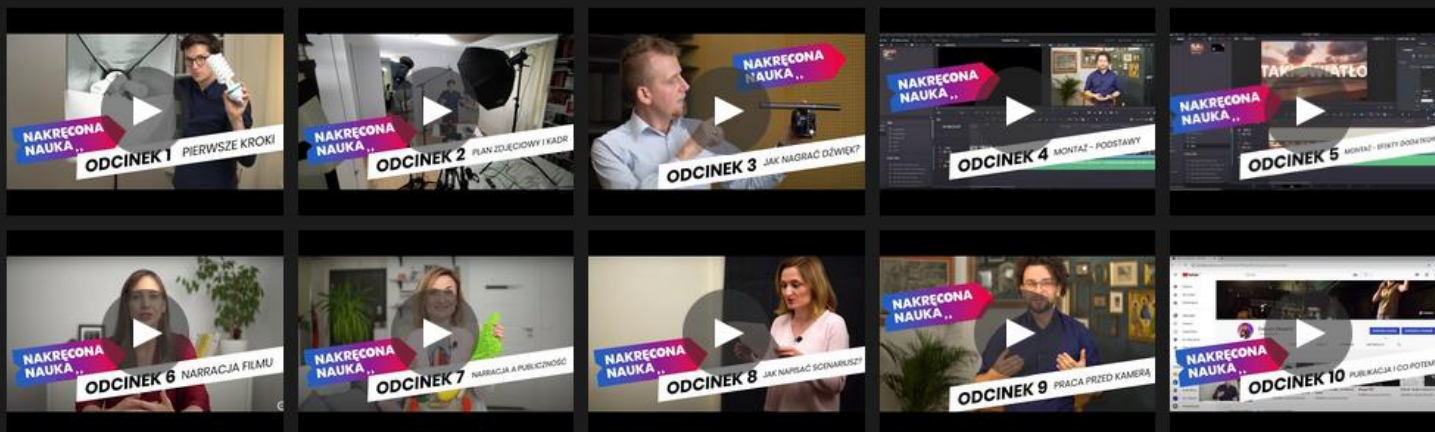 NAKRĘCONA
NAUKA,,
ODCINEK 1 PIERWSZE KROKI
NAKRĘCONA
NAUKA,,
ODCINEK 2 PLAN ZDJĘCIOWY I KADR
NAKRĘCONA
NAUKA,,
ODCINEK 3 JAK NAGRAĆ DŹWIĘK?
NAKRĘCONA
NAUKA,,
ODCINEK 4 MONTAŻ - PODSTAWY
TAK ŚWIATŁO
NAKRĘCONA
NAUKA,,
ODCINEK 5 MONTAŻ - EFEKTY
NAKRĘCONA
NAUKA,,
ODCINEK 6 NARRACJA FILMU
NAKRĘCONA
NAUKA,,
ODCINEK 7 NARRACJA A PUBLICZNOŚĆ
NAKRĘCONA
NAUKA,,
ODCINEK 8 JAK NAPISAĆ SCENARIUSZ?
NAKRĘCONA
NAUKA,,
ODCINEK 9 PRACA PRZED KAMERĄ
NAKRĘCONA
NAUKA,,
ODCINEK 10 PUBLIKACJA I CO POTEM